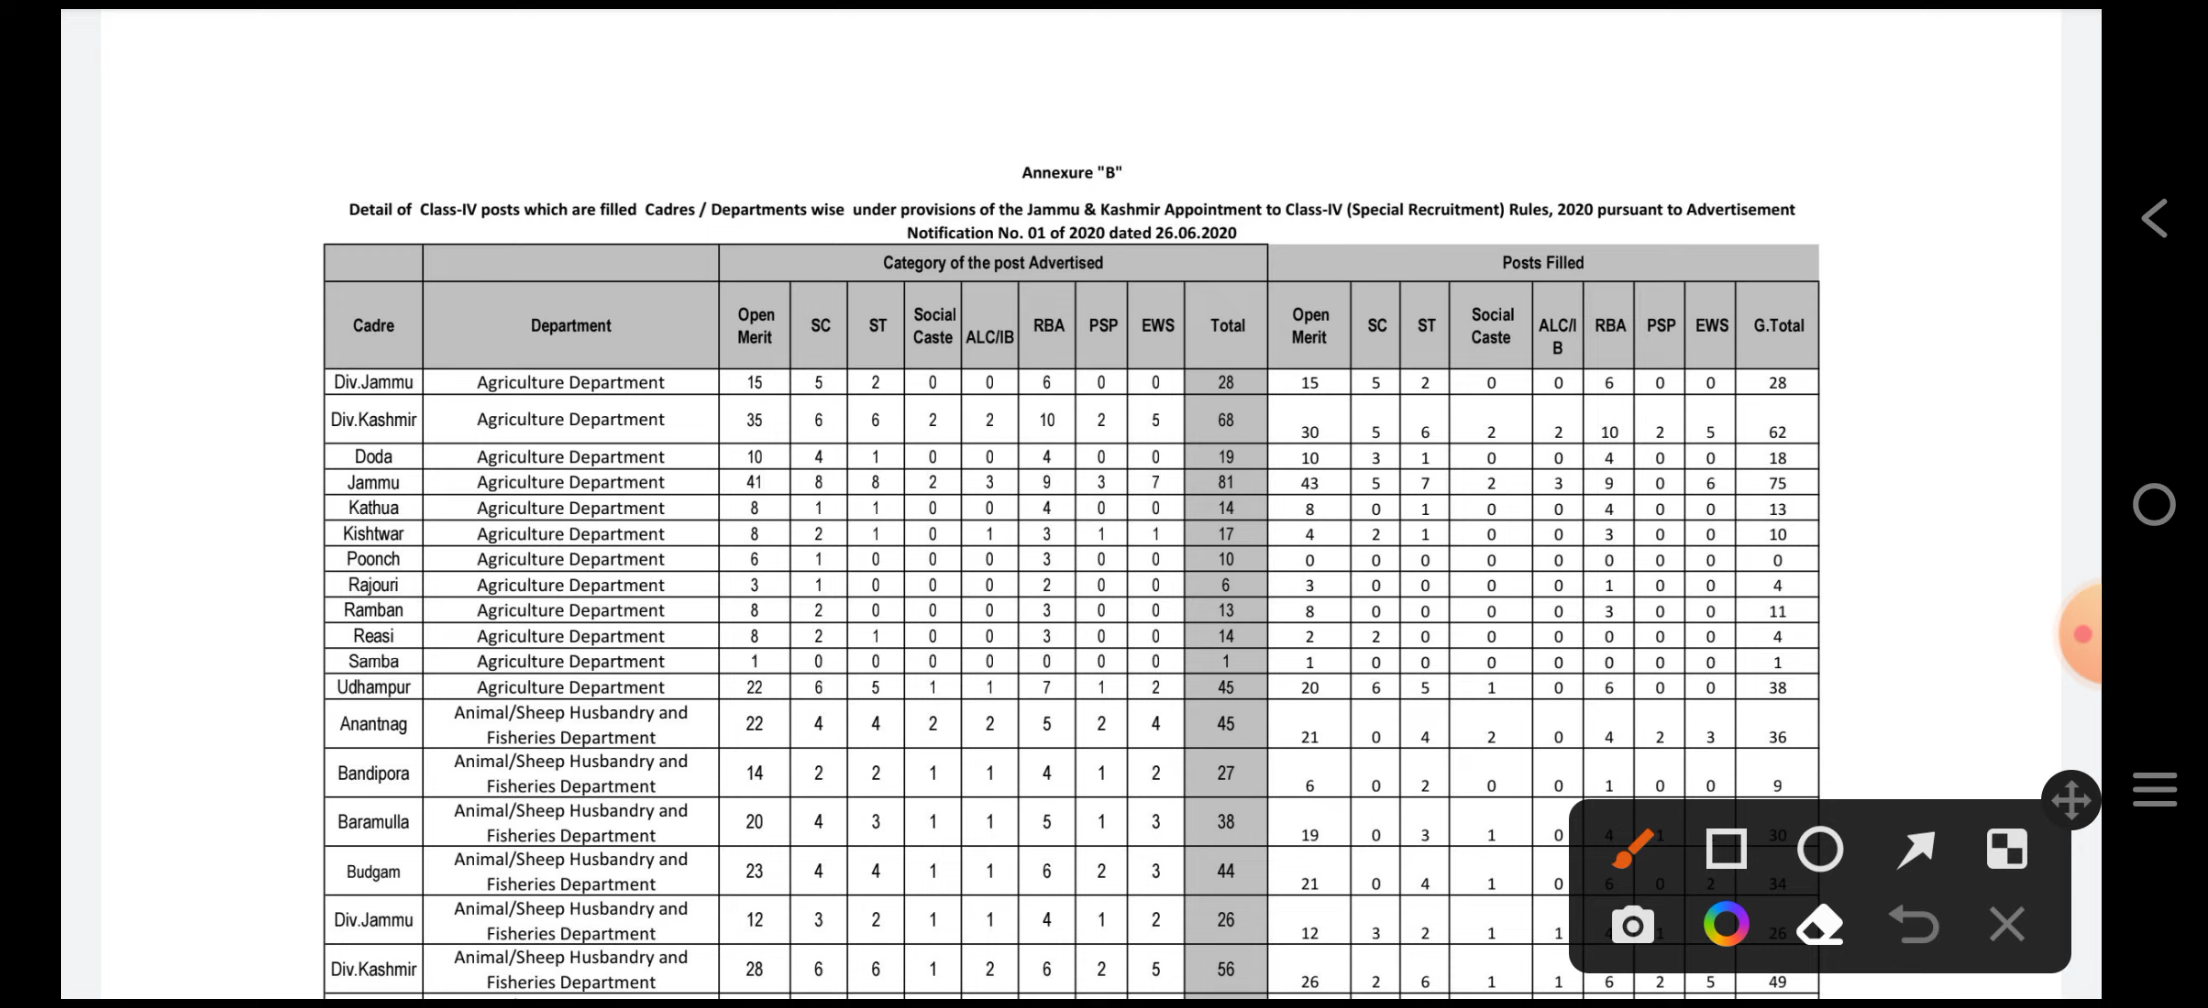 Annexure "B"
Detail of Class-IV posts which are filled Cadres / Departments wise under provisions of the Jammu & Kashmir Appointment to Class-IV (Special Recruitment) Rules, 2020 pursuant to Advertisement
Notification No. 01 of 2020 dated 26.06.2020
Category of the post Advertised Posts Filled
Cadre Department Open Merit SC ST Social Caste ALC/IB RBA PSP EWS Total Open Merit SC ST Social Caste ALC/I B RBA PSP EWS G.Total
Div.Jammu Agriculture Department 15 5 2 0 0 6 0 0 28 15 5 2 0 0 6 0 0 28
Div.Kashmir Agriculture Department 35 6 6 2 2 10 2 5 68 30 5 6 2 2 10 2 5 62
Doda Agriculture Department 10 4 1 0 0 4 0 0 19 10 3 1 0 0 4 0 0 18
Jammu Agriculture Department 41 8 8 2 3 9 3 7 81 43 5 7 2 3 9 0 6 75
Kathua Agriculture Department 8 1 1 0 0 4 0 0 14 8 0 1 0 0 4 0 0 13
Kishtwar Agriculture Department 8 2 1 0 1 3 1 1 17 4 2 1 0 0 3 0 0 10
Poonch Agriculture Department 6 1 0 0 0 3 0 0 10 0 0 0 0 0 0 0 0 0
Rajouri Agriculture Department 3 1 0 0 0 2 0 0 6 3 0 0 0 0 1 0 0 4
Ramban Agriculture Department 8 2 0 0 0 3 0 0 13 8 0 0 0 0 3 0 0 11
Reasi Agriculture Department 8 2 1 0 0 3 0 0 14 2 2 0 0 0 0 0 0 4
Samba Agriculture Department 1 0 0 0 0 0 0 0 1 1 0 0 0 0 0 0 0 1
Udhampur Agriculture Department 22 6 5 1 1 7 1 2 45 20 6 5 1 0 6 0 0 38
Anantnag Animal/Sheep Husbandry and Fisheries Department 22 4 4 2 2 5 2 4 45 21 0 4 2 0 4 2 3 36
Bandipora Animal/Sheep Husbandry and Fisheries Department 14 2 2 1 1 4 1 2 27 6 0 2 0 0 1 0 0 9
Baramulla Animal/Sheep Husbandry and Fisheries Department 20 4 3 1 1 5 1 3 38 19 0 3 1 0 4 1 30
Budgam Animal/Sheep Husbandry and Fisheries Department 23 4 4 1 1 6 2 3 44 21 0 4 1 0 6 0 2 34
Div.Jammu Animal/Sheep Husbandry and Fisheries Department 12 3 2 1 1 4 1 2 26 12 3 2 1 1 4 1 26
Div.Kashmir Animal/Sheep Husbandry and Fisheries Department 28 6 6 1 2 6 2 5 56 26 2 6 1 1 6 2 5 49